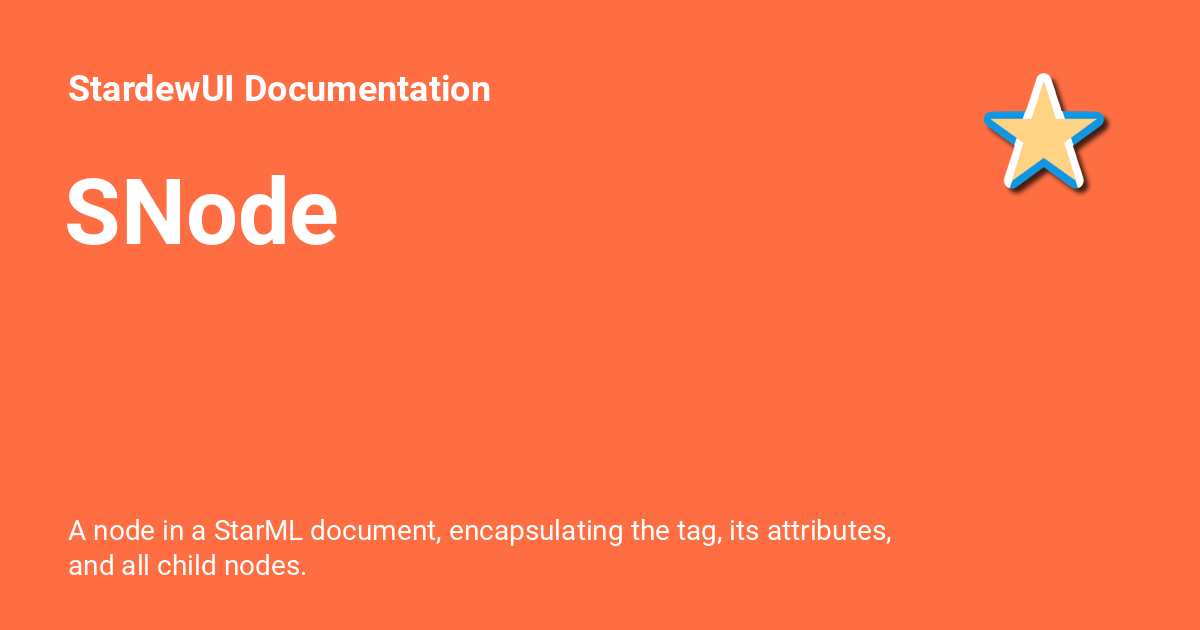 StardewUI Documentation
SNode
A node in a StarML document, encapsulating the tag, its attributes,
and all child nodes.